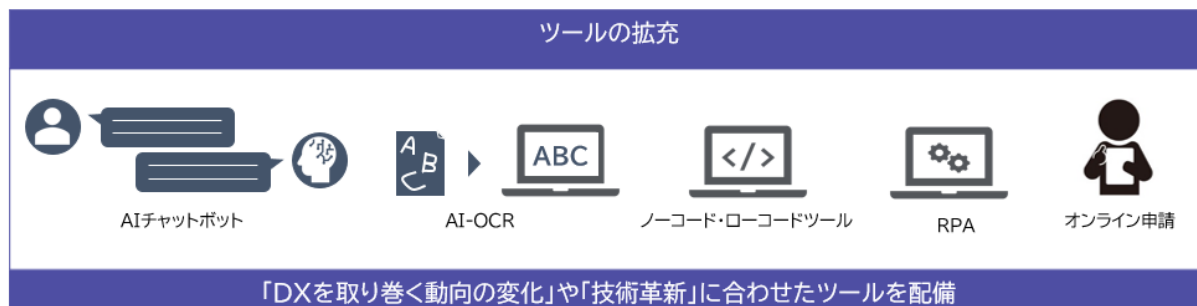 ツールの拡充
A
B
C
ABC
</>
AIチャットボット
AI-OCR
ノーコード・ローコードツール
RPA
オンライン申請
「DXを取り巻く動向の変化」や「技術革新」に合わせたツールを配備